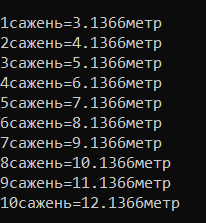 1сажень=3.1366метр
2сажень=4.1366метр
3сажень=5.1366метр
4сажень=6.1366метр
5сажень=7.1366метр
6сажень=8.1366метр
7сажень=9.1366метр
8сажень=10.1366метр
9сажень=11.1366метр
10сажень=12.1366метр